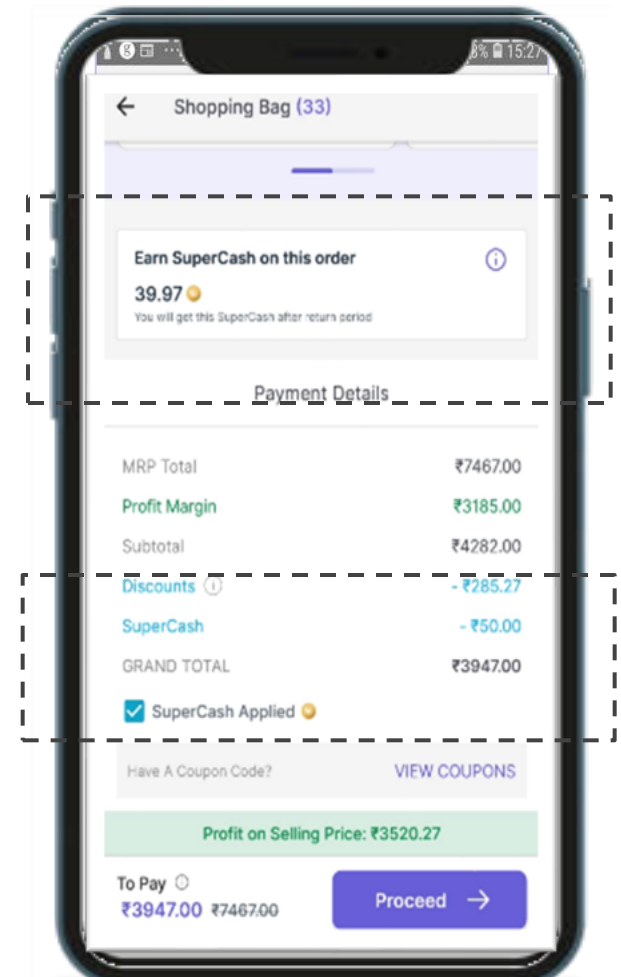 8% 15:27
Shopping Bag (33)
Earn SuperCash on this order
39.97
You will get this SuperCash after return period
Payment Details
MRP Total ₹7467.00
Profit Margin ₹3185.00
Subtotal ₹4282.00
Discounts - ₹285.27
SuperCash - ₹50.00
GRAND TOTAL ₹3947.00
SuperCash Applied
Have A Coupon Code? VIEW COUPONS
Profit on Selling Price: ₹3520.27
To Pay
₹3947.00 ₹7467.00 Proceed